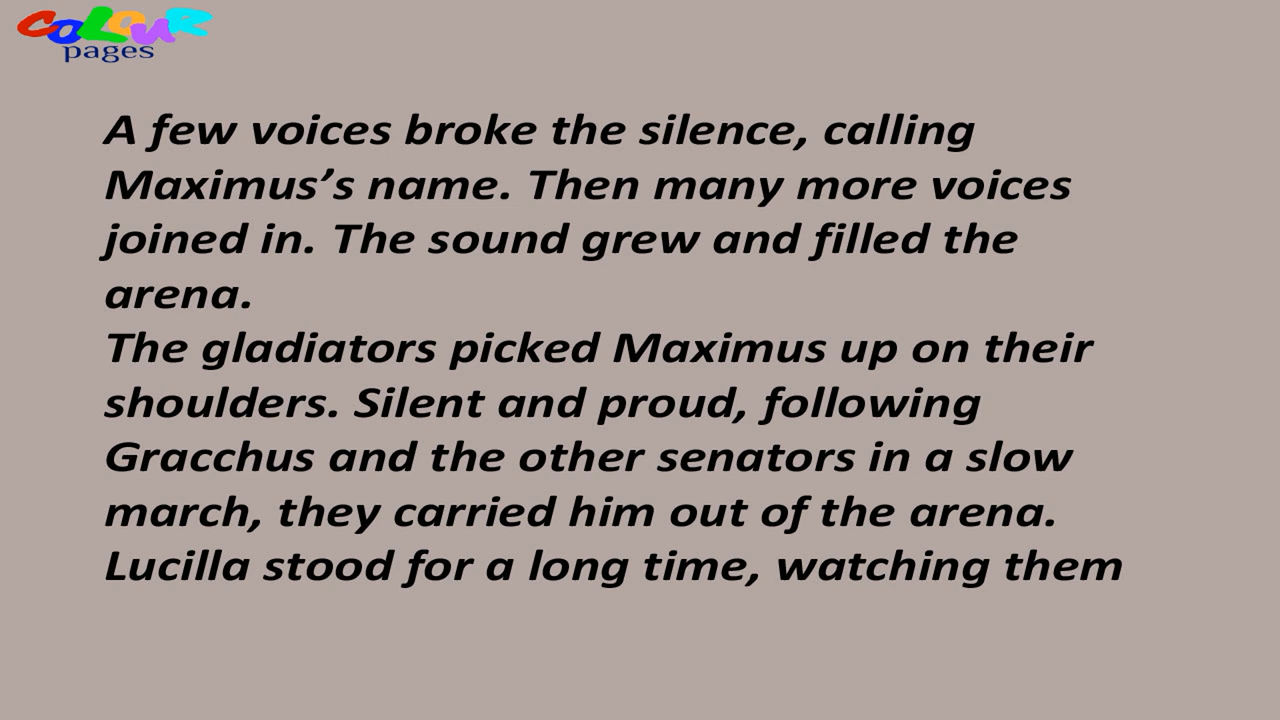 COLOUR
pages
A few voices broke the silence, calling
Maximus’s name. Then many more voices
joined in. The sound grew and filled the
arena.
The gladiators picked Maximus up on their
shoulders. Silent and proud, following
Gracchus and the other senators in a slow
march, they carried him out of the arena.
Lucilla stood for a long time, watching them